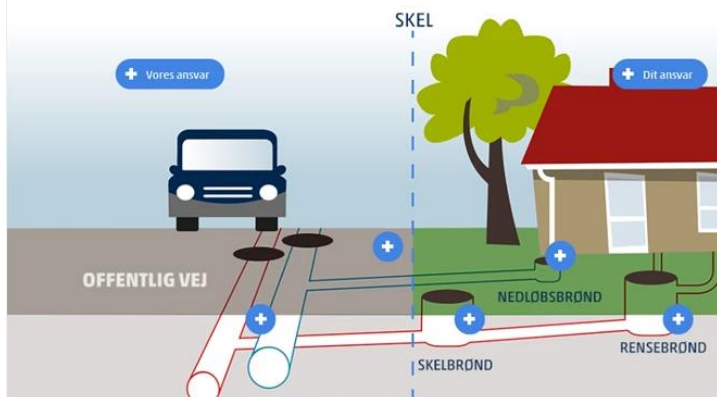 SKEL
Vores ansvar
Dit ansvar
OFFENTLIG VEJ
NEDLØBSBRØND
SKELBRØND
RENSEBRØND